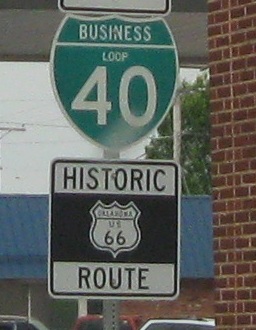 BUSINESS
LOOP
40
HISTORIC
OKLAHOMA
US
66
ROUTE